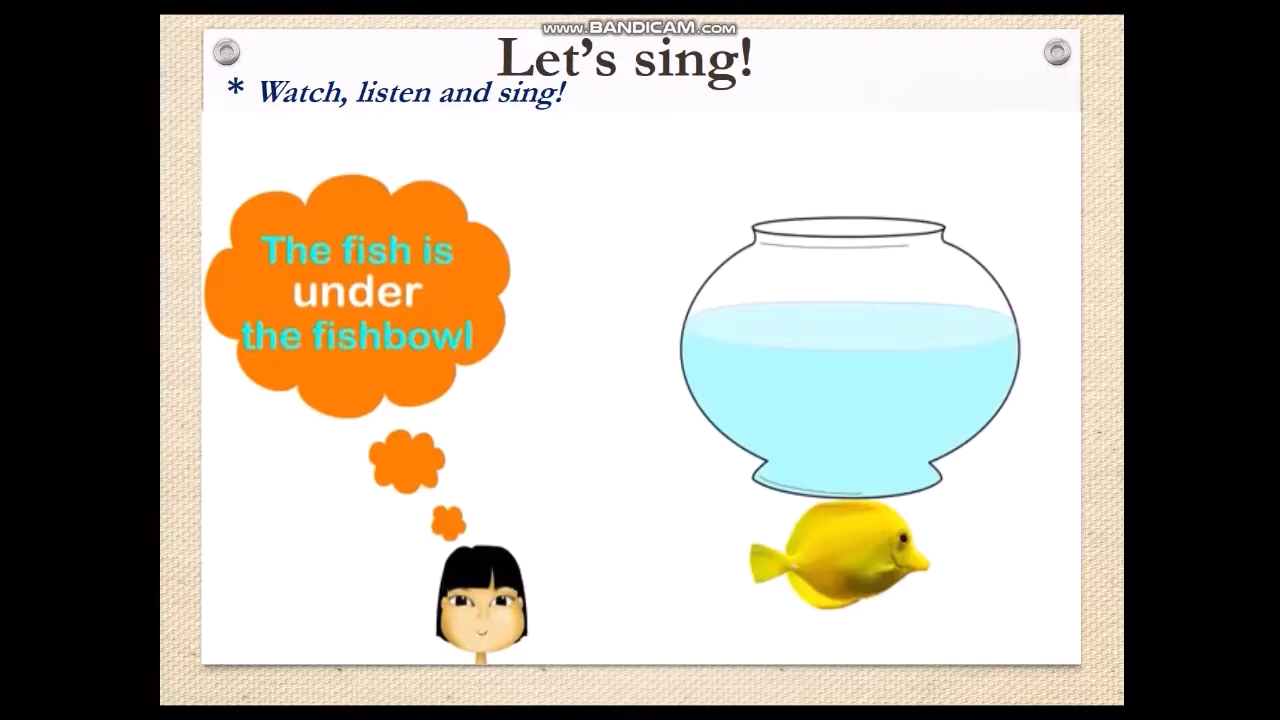 www.BANDICAM.com
Let's sing!
* Watch, listen and sing!
The fish is
under
the fishbowl